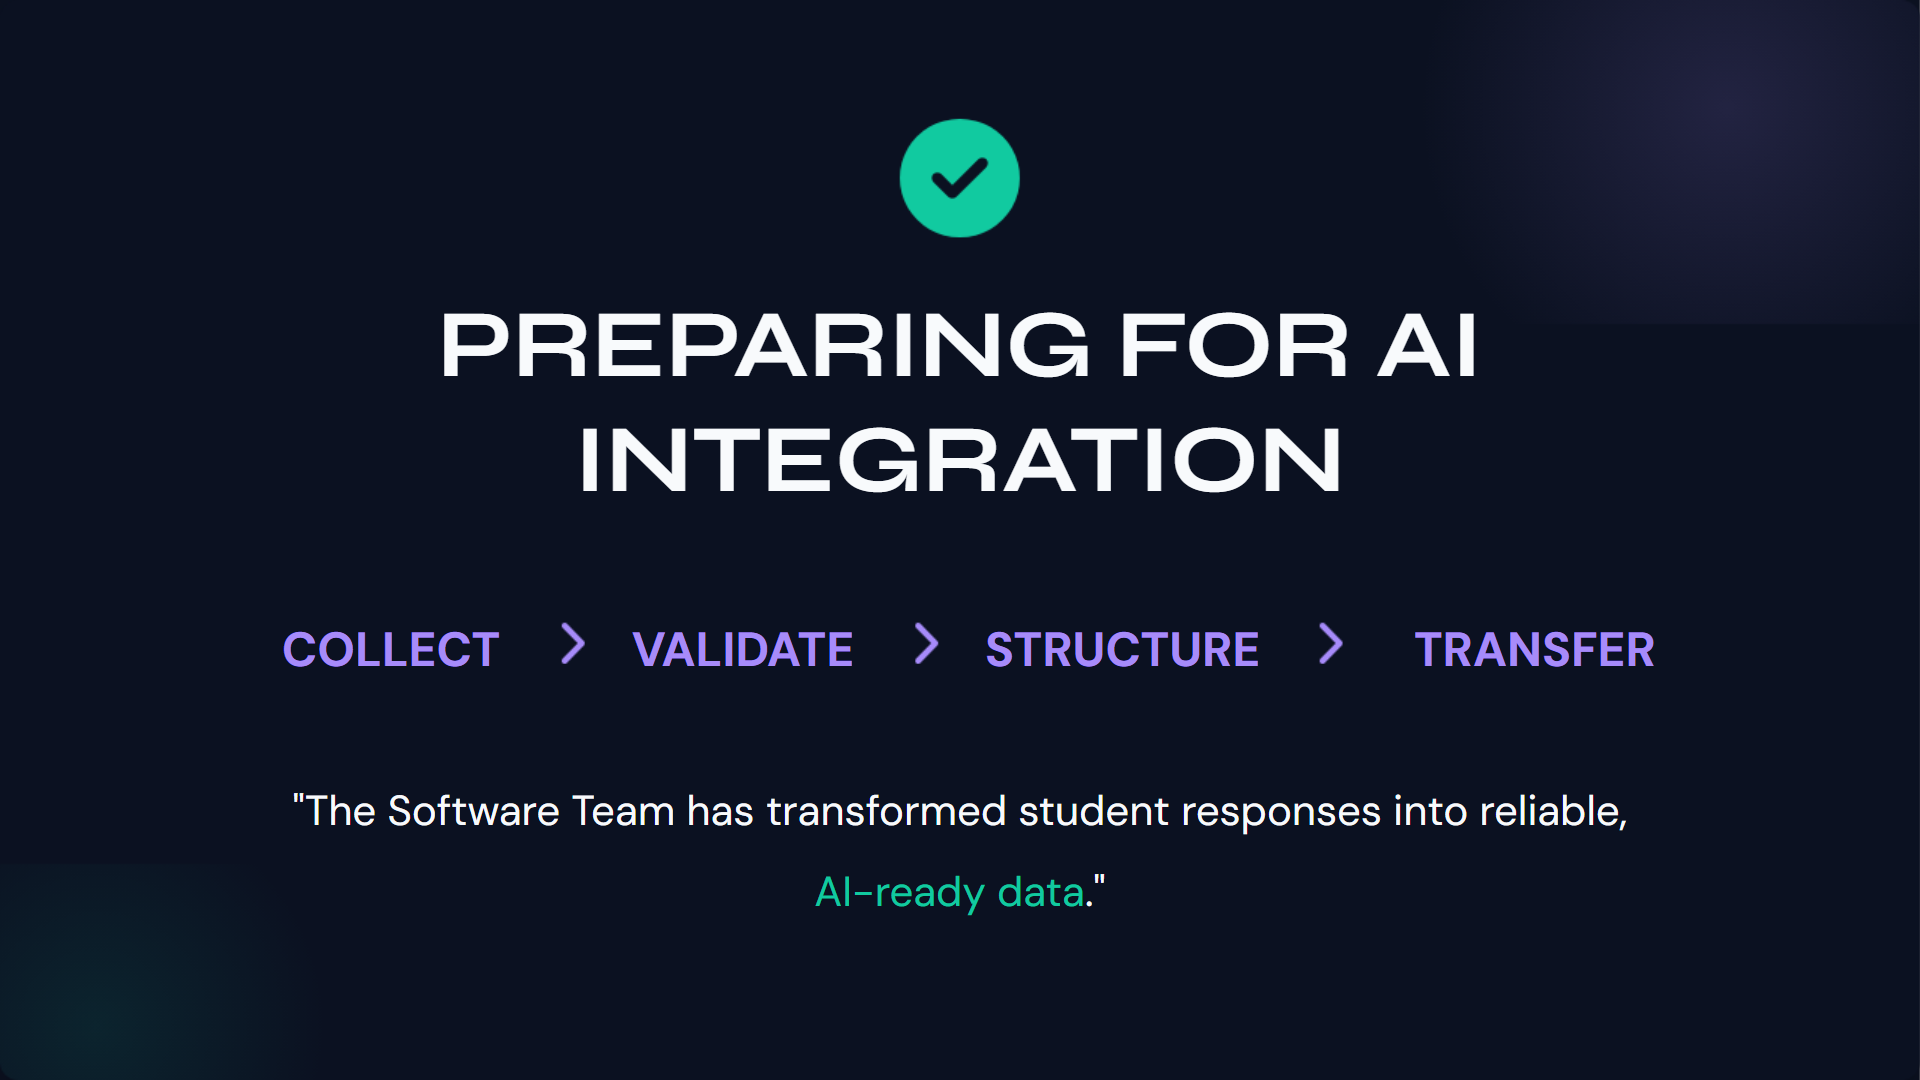 PREPARING FOR AI
INTEGRATION
COLLECT > VALIDATE > STRUCTURE > TRANSFER
"The Software Team has transformed student responses into reliable,
AI-ready data."